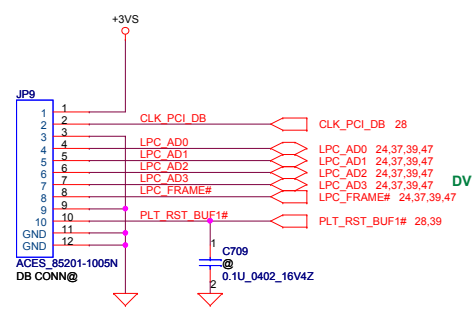 +3VS
JP9
1 1
2 2 CLK_PCI_DB CLK_PCI_DB 28
3 3
4 4 LPC_AD0 LPC_AD0 24,37,39,47
5 5 LPC_AD1 LPC_AD1 24,37,39,47
6 6 LPC_AD2 LPC_AD2 24,37,39,47
7 7 LPC_AD3 LPC_AD3 24,37,39,47
8 8 LPC_FRAME# LPC_FRAME# 24,37,39,47
DV
9 9
10 10 PLT_RST_BUF1# PLT_RST_BUF1# 28,39
GND 11
GND 12
ACES_85201-1005N
DB CONN@
1
C709
@
0.1U_0402_16V4Z
2